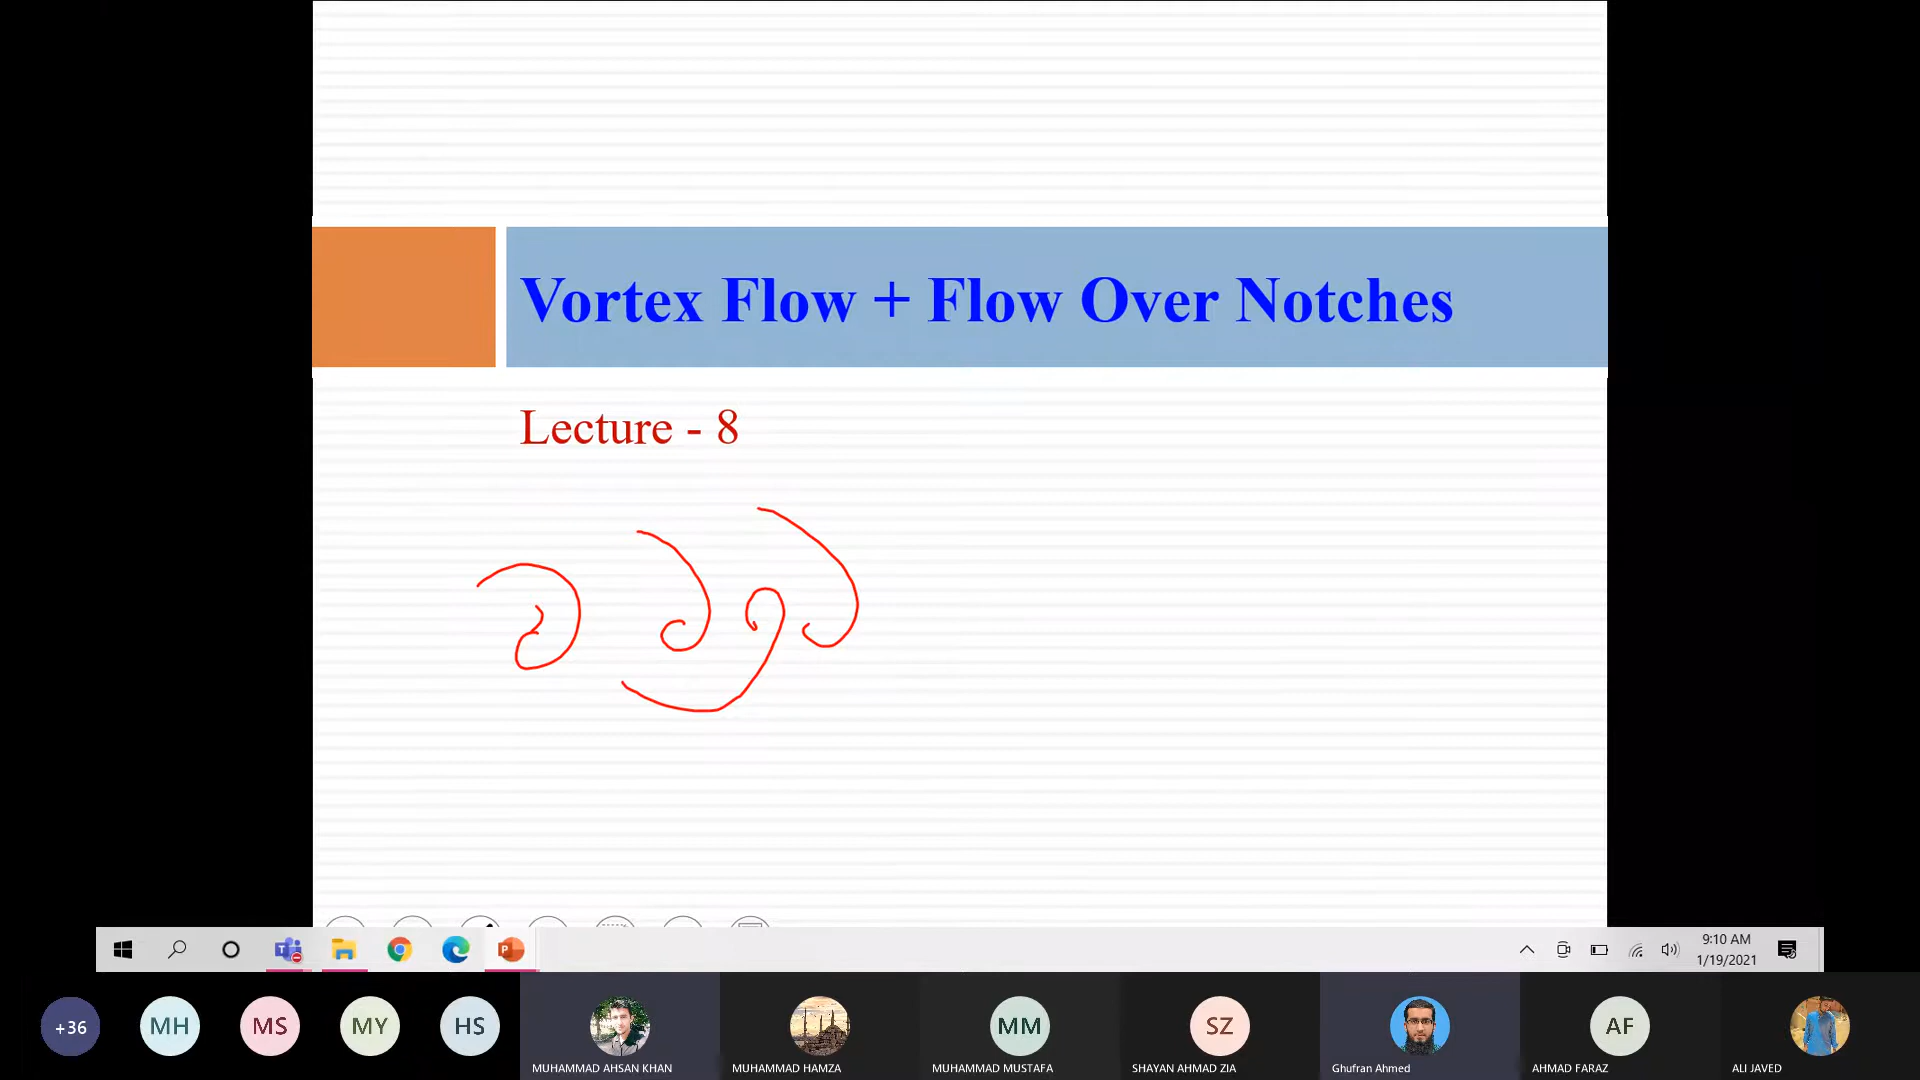 Vortex Flow + Flow Over Notches
Lecture - 8
9:10 AM
1/19/2021
+36
MH
MS
MY
HS
MM
SZ
AF
MUHAMMAD AHSAN KHAN
MUHAMMAD HAMZA
MUHAMMAD MUSTAFA
SHAYAN AHMAD ZIA
Ghufran Ahmed
AHMAD FARAZ
ALI JAVED